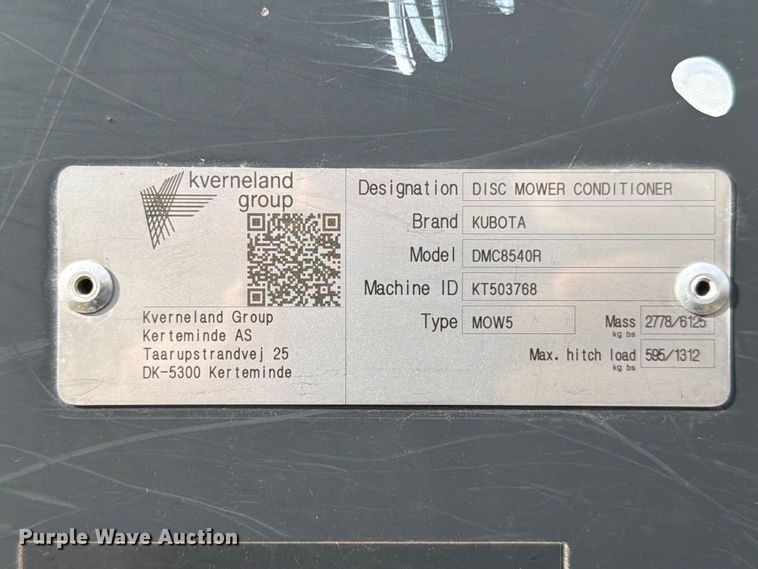 kverneland
group
Kverneland Group
Kerteminde AS
Taarupstrandvej 25
DK-5300 Kerteminde
Designation DISC MOWER CONDITIONER
Brand KUBOTA
Model DMC8540R
Machine ID KT503768
Type MOW5 Mass 2778/6125
kg lbs
Max. hitch load 595/1312
kg lbs
Purple Wave Auction